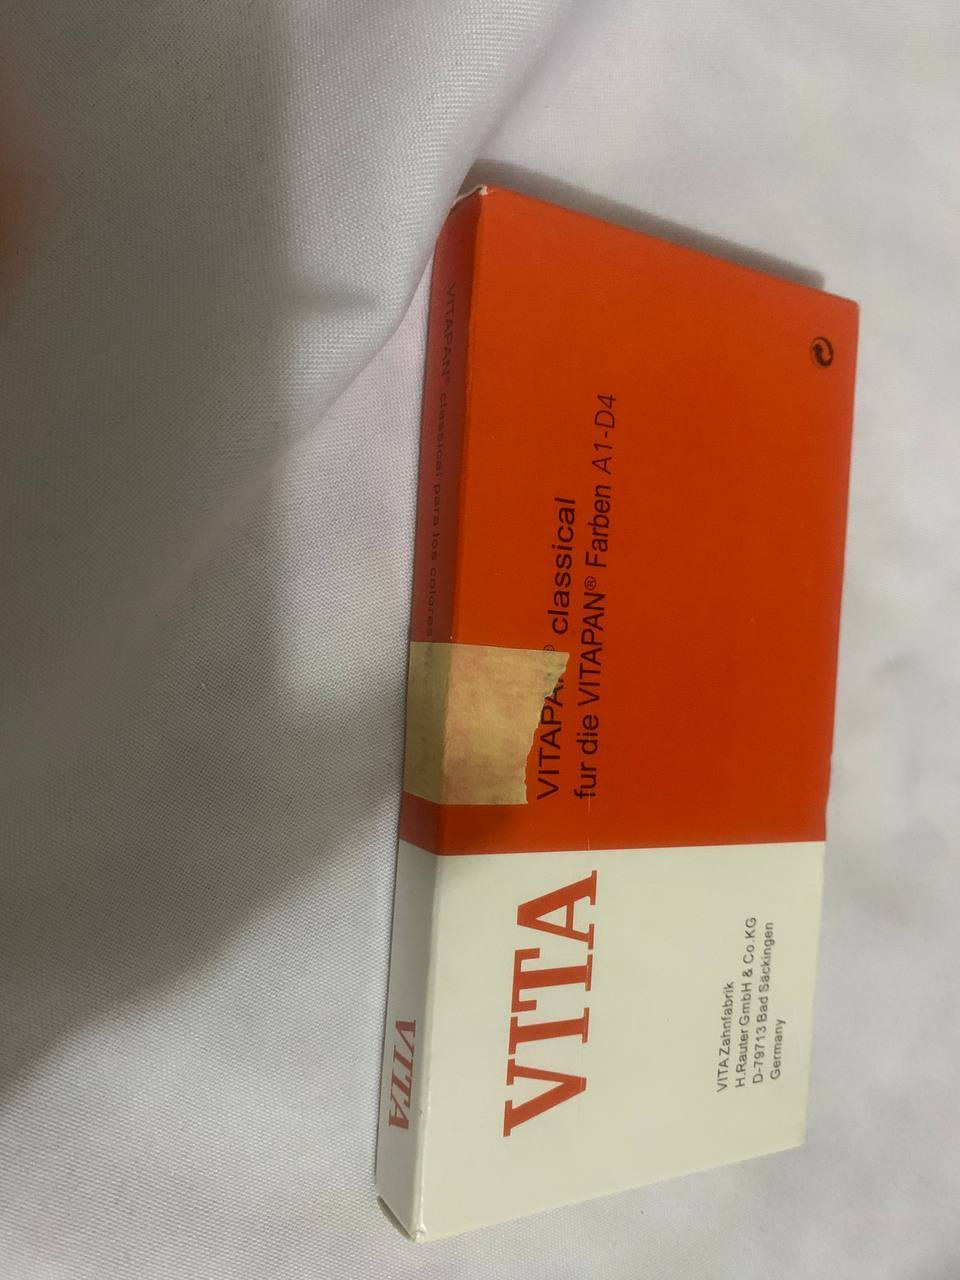 VITAPAN® classical
fur die VITAPAN® Farben A1-D4
VITA
VITA Zahnfabrik
H.Rauter GmbH & Co.KG
D-79713 Bad Sackingen
Germany
VITAPAN® classical para los colores
VITA